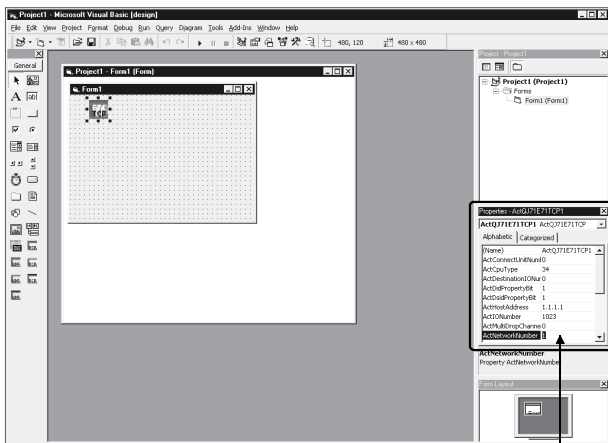 Project1 - Microsoft Visual Basic [design]
File Edit View Project Format Debug Run Query Diagram Tools Add-Ins Window Help
480, 120
480 x 480
General
Project1 - Form1 (Form)
Form1
TCP
Project - Project1
Project1 (Project1)
Forms
Form1 (Form1)
Properties - ActQJ71E71TCP1
ActQJ71E71TCP1 ActQJ71E71TCP
Alphabetic Categorized
(Name) ActQJ71E71TCP1
ActConnectUnitNuml 0
ActCpuType 34
ActDestinationIONur 0
ActDidPropertyBit 1
ActDsidPropertyBit 1
ActHostAddress 1.1.1.1
ActIONumber 1023
ActMultiDropChanne 0
ActNetworkNumber 1
ActNetworkNumber
Property ActNetworkNumber
Form Layout